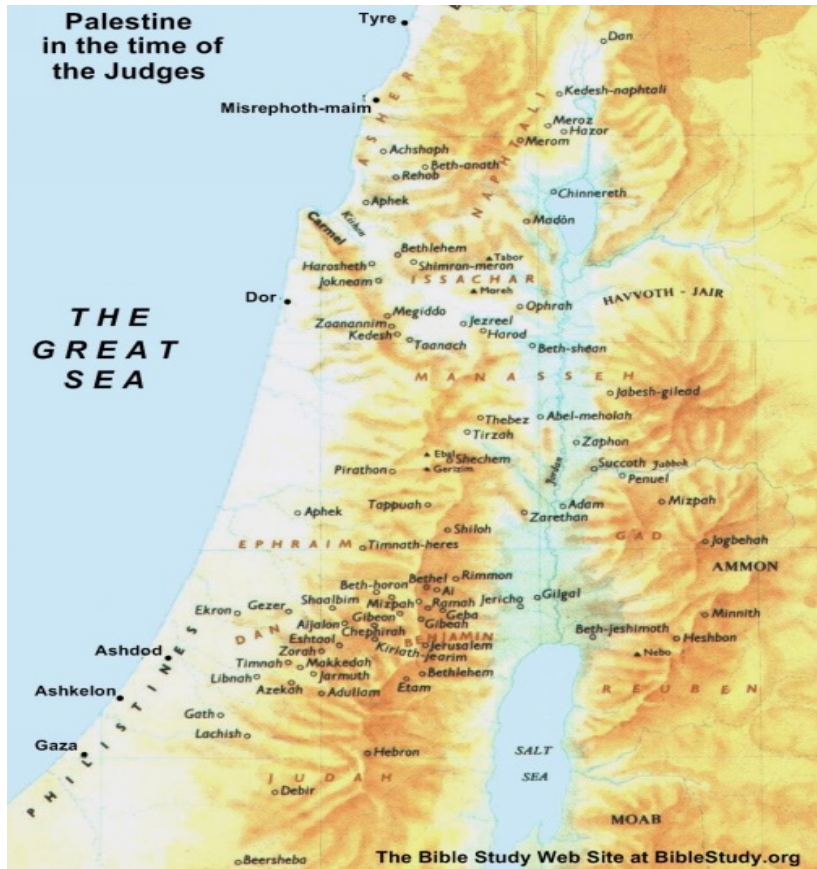 Palestine
in the time of
the Judges
Tyre
Dan
Misrephoth-maim
Kedesh-naphtali
ASHER
NAPHTALI
Meroz
Hazor
Merom
Achshaph
Beth-anath
Rehob
Chinnereth
Aphek
Madôn
Carmel
Kishon
Bethlehem
Tabor
Harosheth
Shimron-meron
ISSACHAR
Jokneam
Moreh
HAVVOTH - JAIR
Dor
Ophrah
THE
GREAT
SEA
Megiddo
Zaanannim
Jezreel
Kedesh
Harod
Taanach
Beth-shean
MANASSEH
Jabesh-gilead
Thebez
Abel-meholah
Tirzah
Zaphon
Ebal
Shechem
Gerizim
Pirathon
Jordan
Succoth
Jabbok
Penuel
Tappuah
Adam
Mizpah
Aphek
Zarethan
Shiloh
GAD
EPHRAIM
Timnath-heres
Jogbehah
AMMON
Rimmon
Bethel
Beth-horon
Ai
Shaalbim
Mizpah
Ramah
Jericho
Gilgal
Gezer
Ekron
Gibeon
Geba
Minnith
Aijalon
Gibeah
DAN
Chephirah
BENJAMIN
Beth-jeshimoth
Heshbon
Eshtaol
Jerusalem
Zorah
Kiriath
Jearim
Nebo
Ashdod
Timnah
Makkedah
Libnah
Jarmuth
Bethlehem
Azekah
Adullam
Etam
REUBEN
Ashkelon
Gath
Lachish
Gaza
Hebron
SALT
SEA
PHILISTINES
JUDAH
Debir
MOAB
Beersheba
The Bible Study Web Site at BibleStudy.org